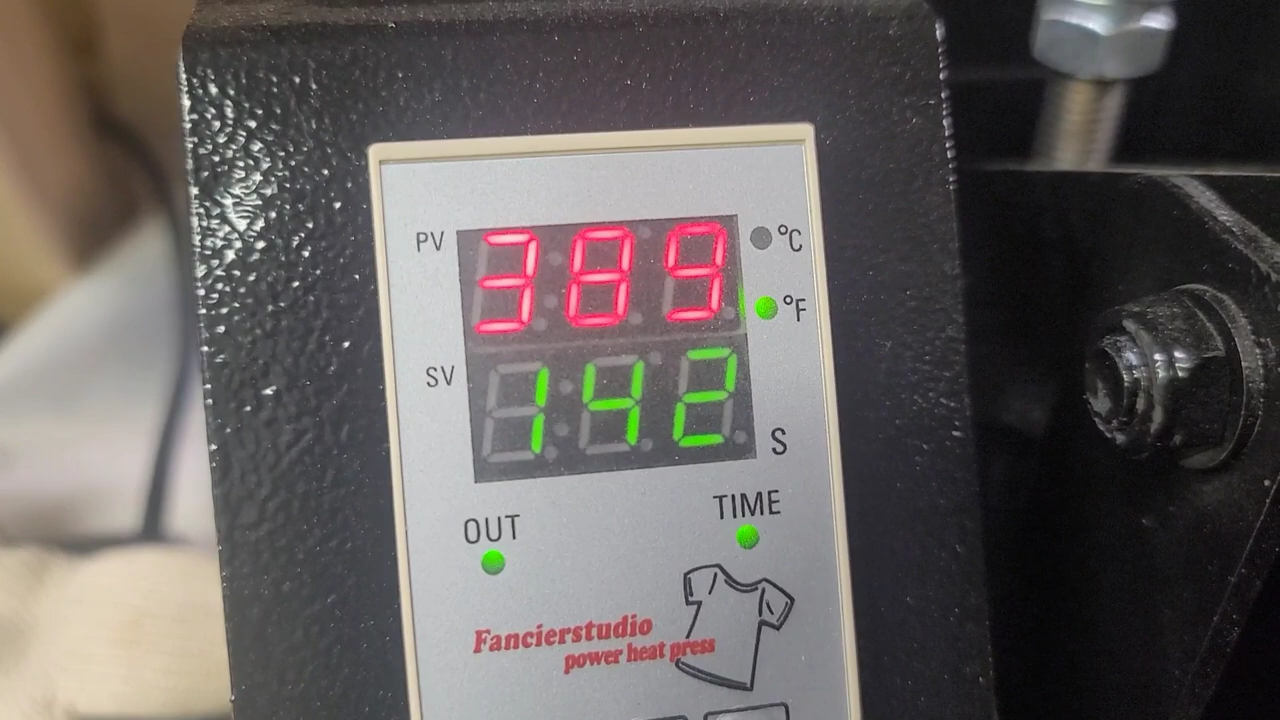 PV 389 °C
°F
SV 142 S
OUT TIME
Fancierstudio
power heat press